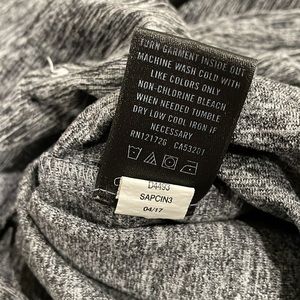 TURN GARMENT INSIDE OUT
MACHINE WASH COLD WITH
LIKE COLORS ONLY
NON-CHLORINE BLEACH
WHEN NEEDED TUMBLE
DRY LOW COOL IRON IF
NECESSARY
RN121726 CA53201
D4493
SAPCIN3
04/17